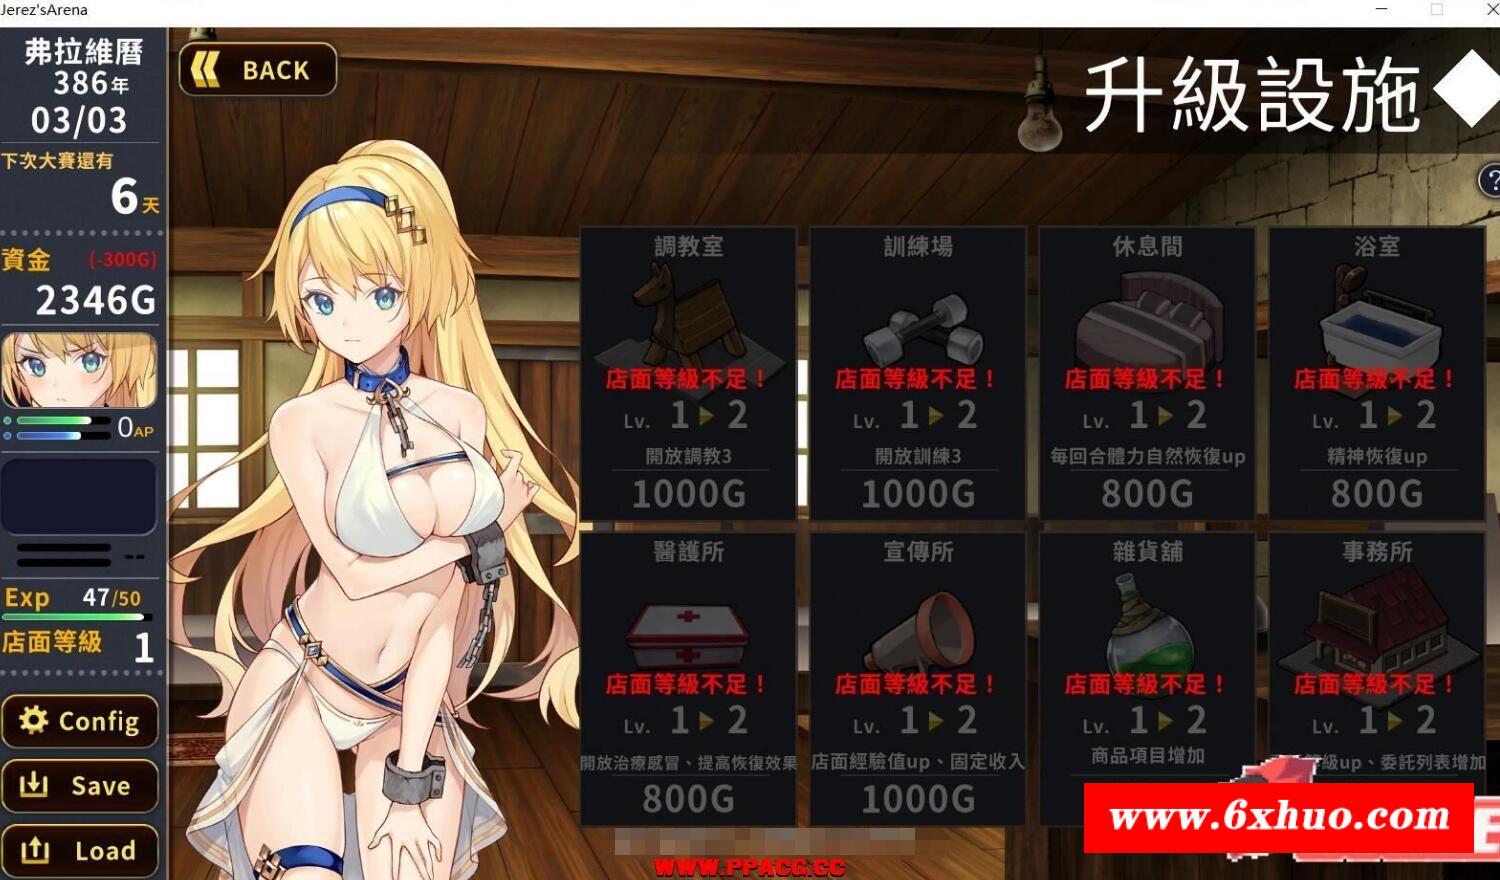 Jerez'sArena
弗拉維曆
386年
03/03
下次大賽還有
6天
資金 (-300G)
2346G
0AP
--
Exp 47/50
店面等級 1
Config
Save
Load
BACK
升級設施
?
調教室
店面等級不足！
Lv. 1 2
開放調教3
1000G
訓練場
店面等級不足！
Lv. 1 2
開放訓練3
1000G
休息間
店面等級不足！
Lv. 1 2
每回合體力自然恢復up
800G
浴室
店面等級不足！
Lv. 1 2
精神恢復up
800G
醫護所
店面等級不足！
Lv. 1 2
開放治療感冒、提高恢復效果
800G
宣傳所
店面等級不足！
Lv. 1 2
店面經驗值up、固定收入
1000G
雜貨舖
店面等級不足！
Lv. 1 2
商品項目增加
事務所
店面等級不足！
Lv. 1 2
級up、委託列表增加
www.6xhuo.com
WWW.PPACG.CC